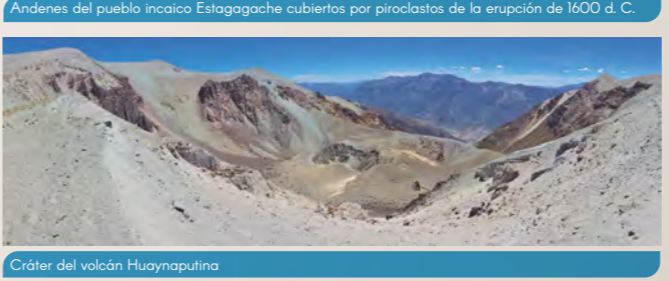 Andenes del pueblo incaico Estagagache cubiertos por piroclastos de la erupción de 1600 d. C.
Cráter del volcán Huaynaputina